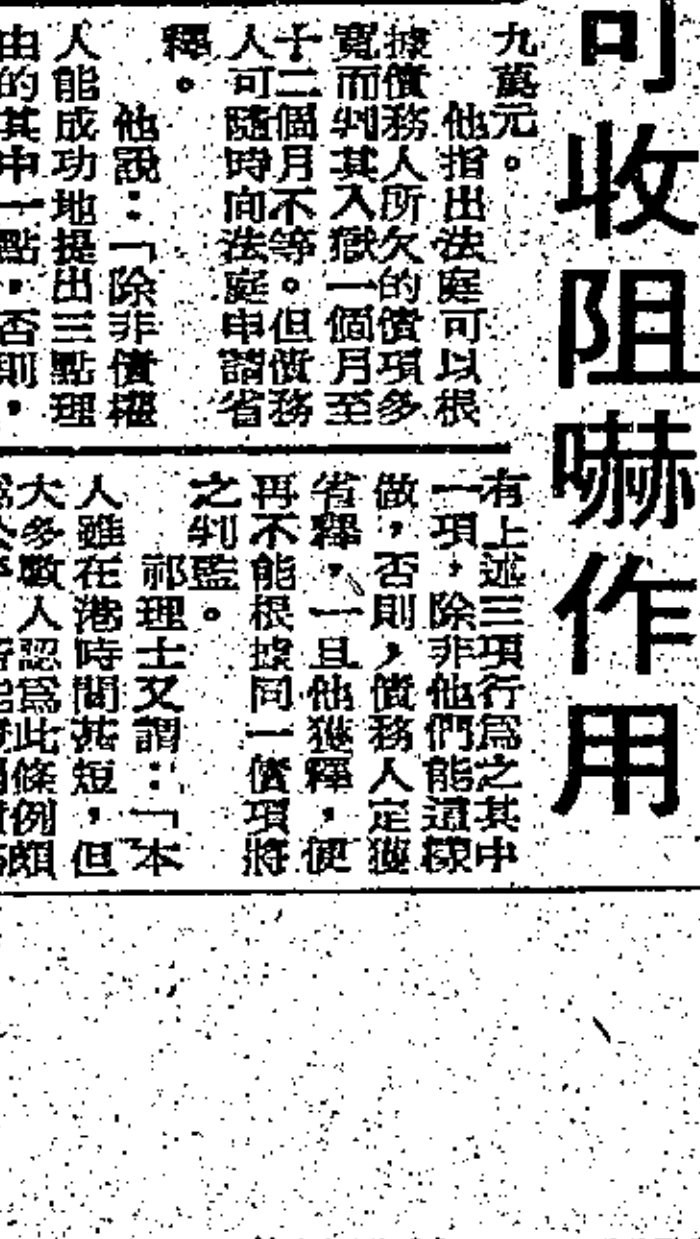 可收阻嚇作用
九萬元。
他指出法庭可以根
據債務人所欠的債項多
寬而判其入獄一個月至
十二個月不等。但債務
人可隨時向法庭申請省
釋。
他說：「除非債權
人能成功地提出三點理
由的其中一點，否則，
有上述三項行爲之其中
一項，除非他們能這樣
做，否則，債務人定獲
省釋，一旦他獲釋，便
再不能根據同一債項將
之判監。
祁理士又謂：「本
人雖在港時間甚短，但
大多數人認爲此條例頗